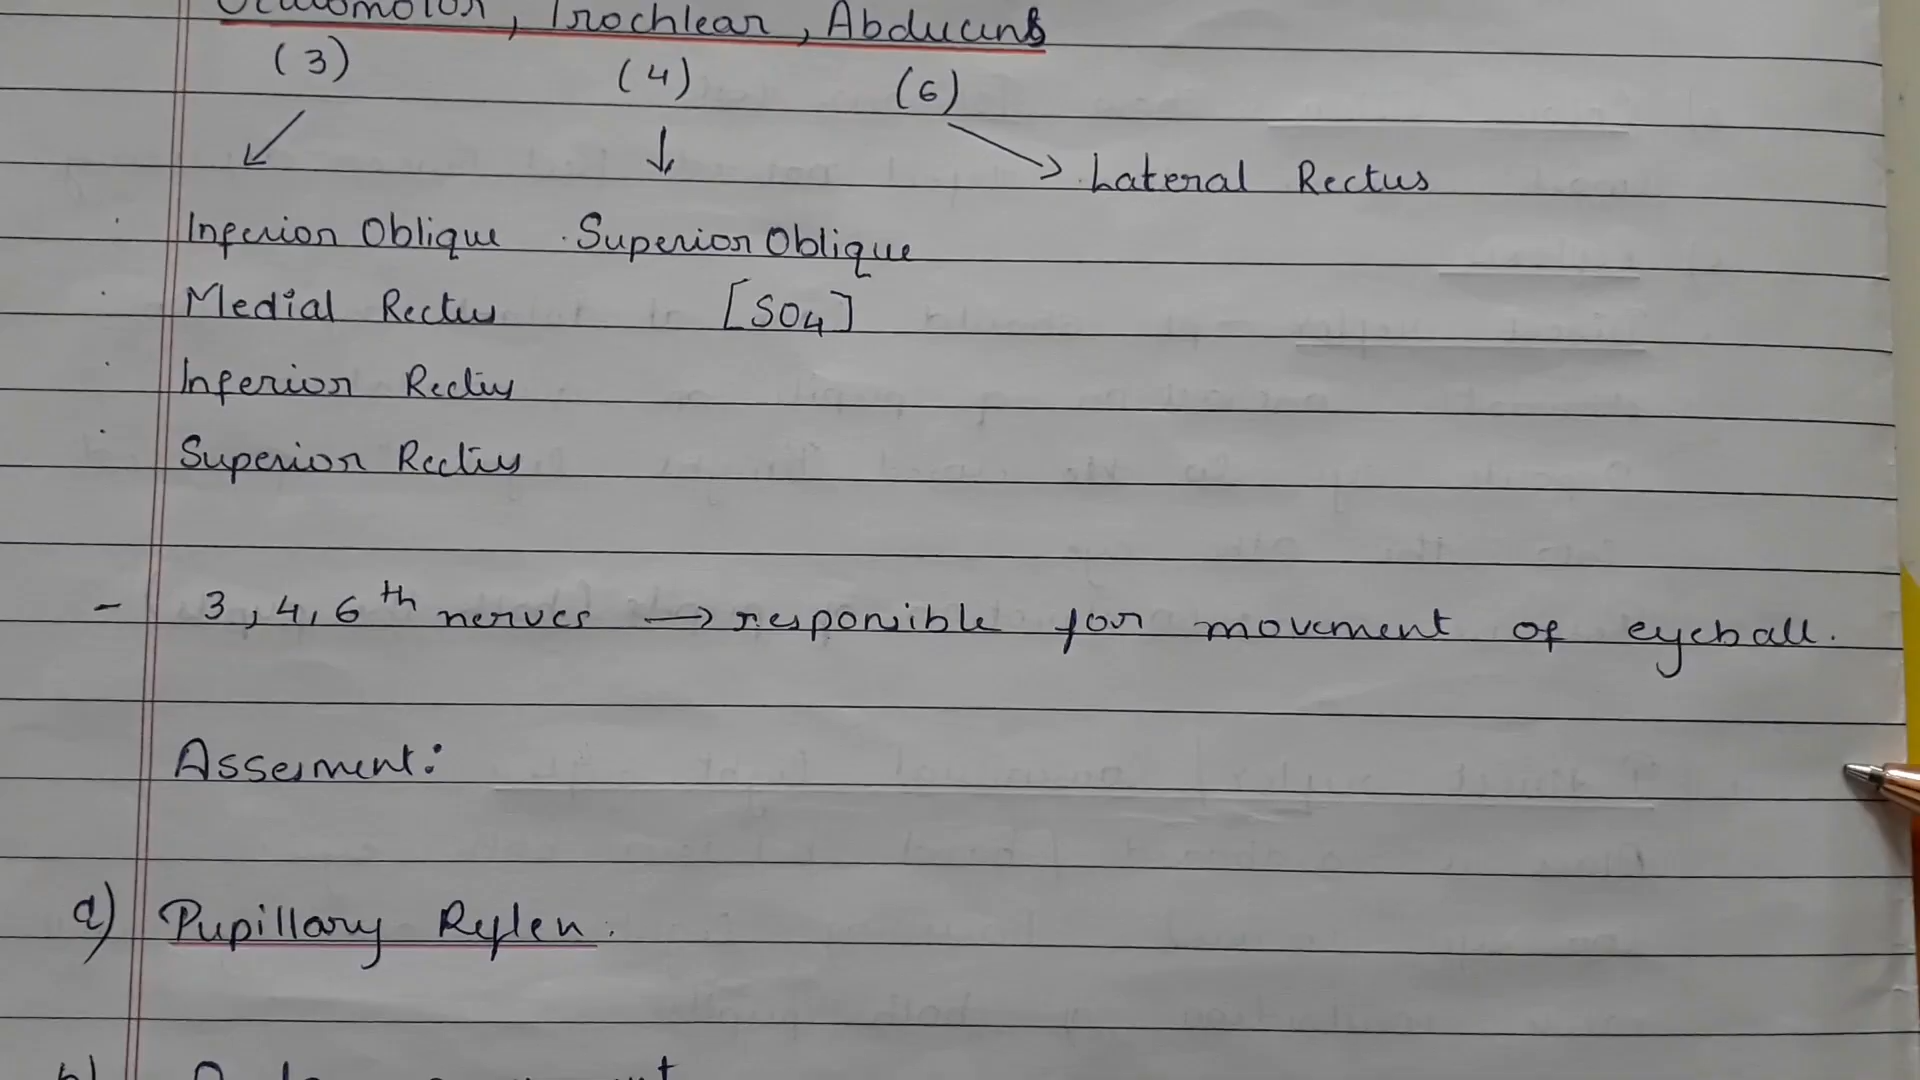 Oculomotor, Trochlear, Abducens
(3) (4) (6)
Lateral Rectus
Inferior Oblique Superior Oblique
Medial Rectus [SO4]
Inferior Rectus
Superior Rectus
- 3, 4, 6th nerves → responsible for movement of eyeball.
Assesment:
a) Pupillary Reflex.
b)